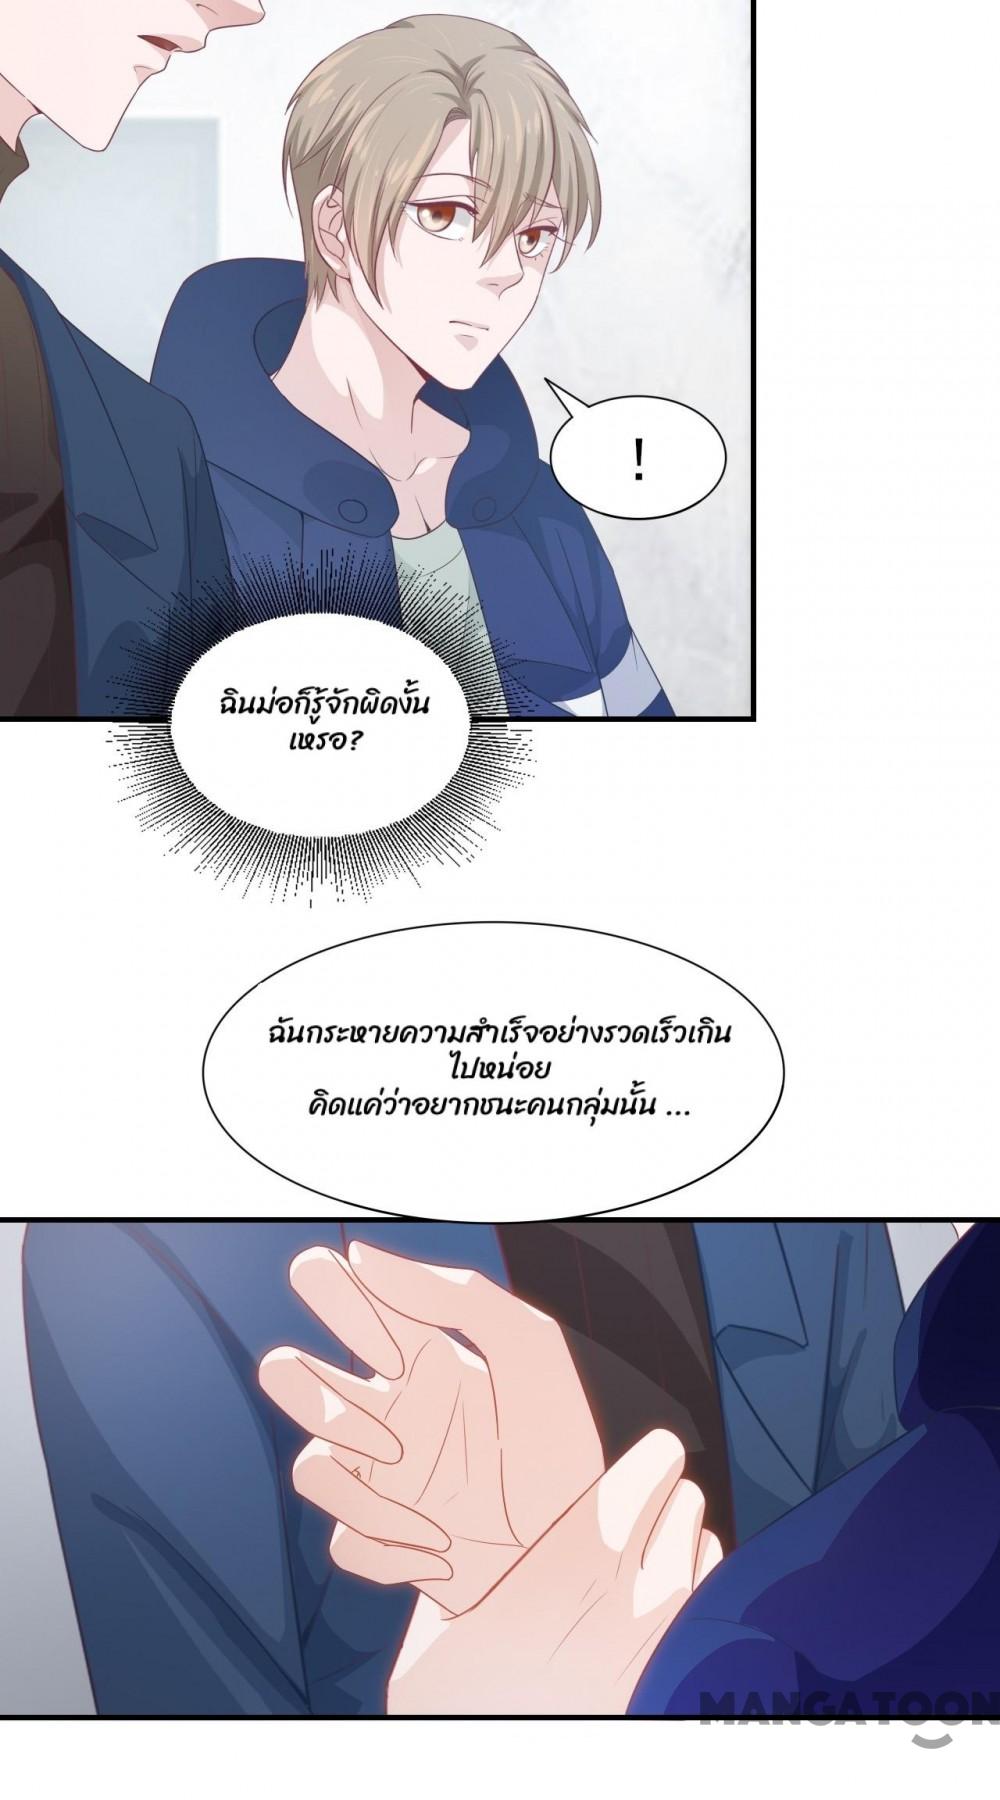 !
ฉินม่อก็รู้จักผิดงั้น
เหรอ?
ฉันกระหายความสำเร็จอย่างรวดเร็วเกิน
ไปหน่อย
คิดแค่ว่าอยากชนะคนกลุ่มนั้น ...
MANGATOON